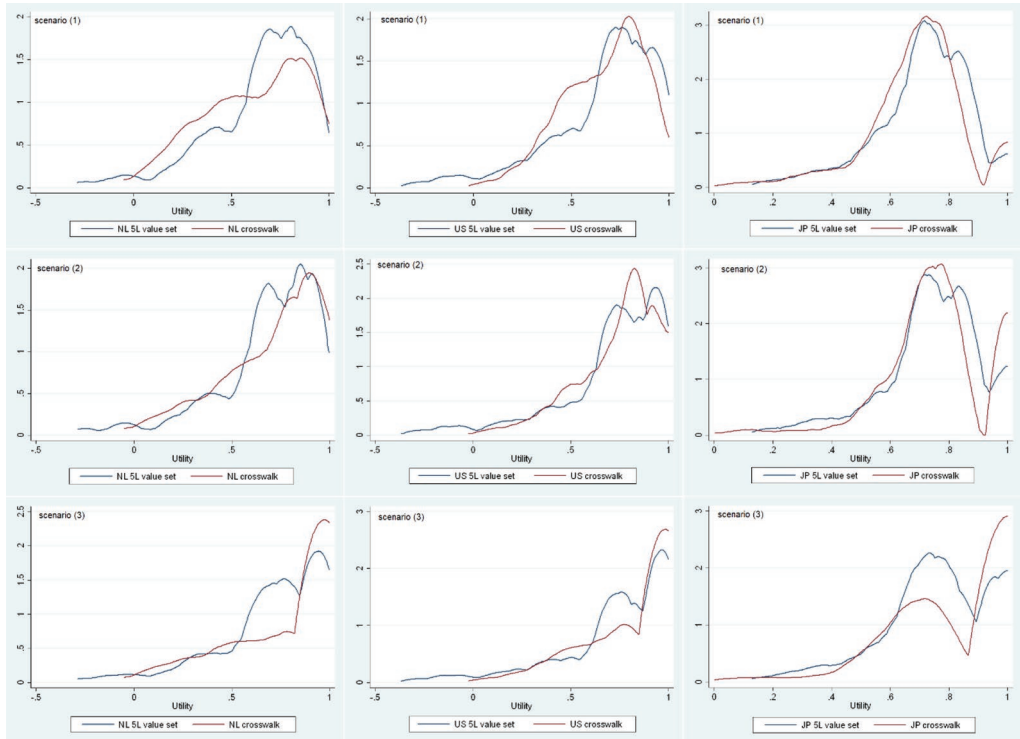 scenario (1)
2
1.5
1
.5
0
-.5 0 .5 1
Utility
NL 5L value set NL crosswalk
scenario (1)
2
1.5
1
.5
0
-.5 0 .5 1
Utility
US 5L value set US crosswalk
scenario (1)
3
2
1
0
0 .2 .4 .6 .8 1
Utility
JP 5L value set JP crosswalk
scenario (2)
2
1.5
1
.5
0
-.5 0 .5 1
Utility
NL 5L value set NL crosswalk
scenario (2)
2.5
2
1.5
1
.5
0
-.5 0 .5 1
Utility
US 5L value set US crosswalk
scenario (2)
3
2
1
0
0 .2 .4 .6 .8 1
Utility
JP 5L value set JP crosswalk
scenario (3)
2.5
2
1.5
1
.5
0
-.5 0 .5 1
Utility
NL 5L value set NL crosswalk
scenario (3)
3
2
1
0
-.5 0 .5 1
Utility
US 5L value set US crosswalk
scenario (3)
3
2
1
0
0 .2 .4 .6 .8 1
Utility
JP 5L value set JP crosswalk